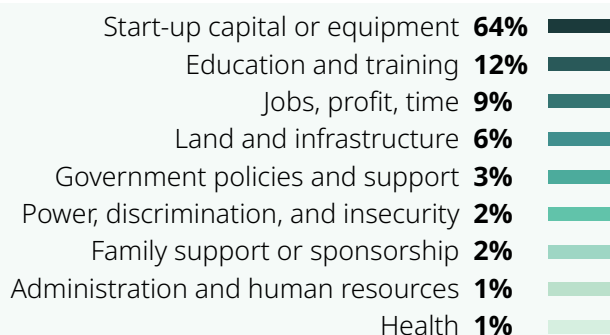 Start-up capital or equipment 64%
Education and training 12%
Jobs, profit, time 9%
Land and infrastructure 6%
Government policies and support 3%
Power, discrimination, and insecurity 2%
Family support or sponsorship 2%
Administration and human resources 1%
Health 1%